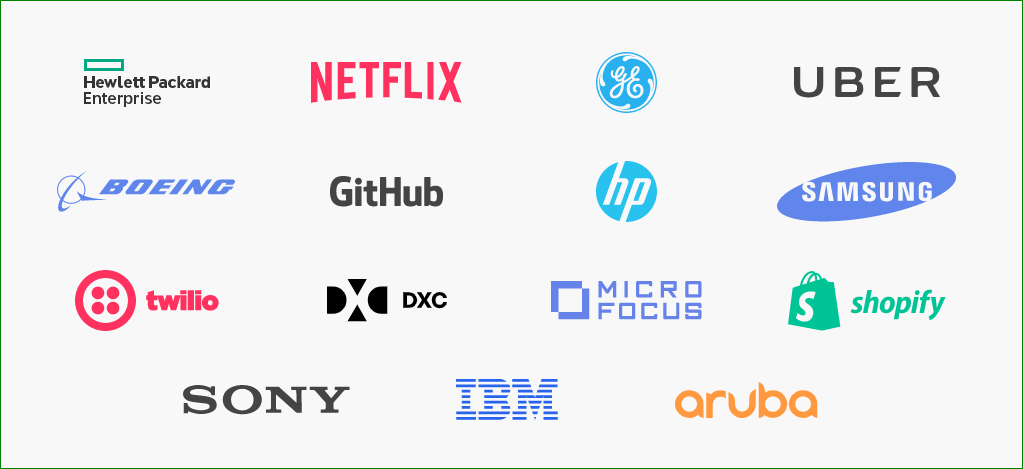 Hewlett Packard
Enterprise
NETFLIX
GE
UBER
BOEING
GitHub
hp
SAMSUNG
twilio
DXC
MICRO
FOCUS
S
shopify
SONY
IBM
aruba